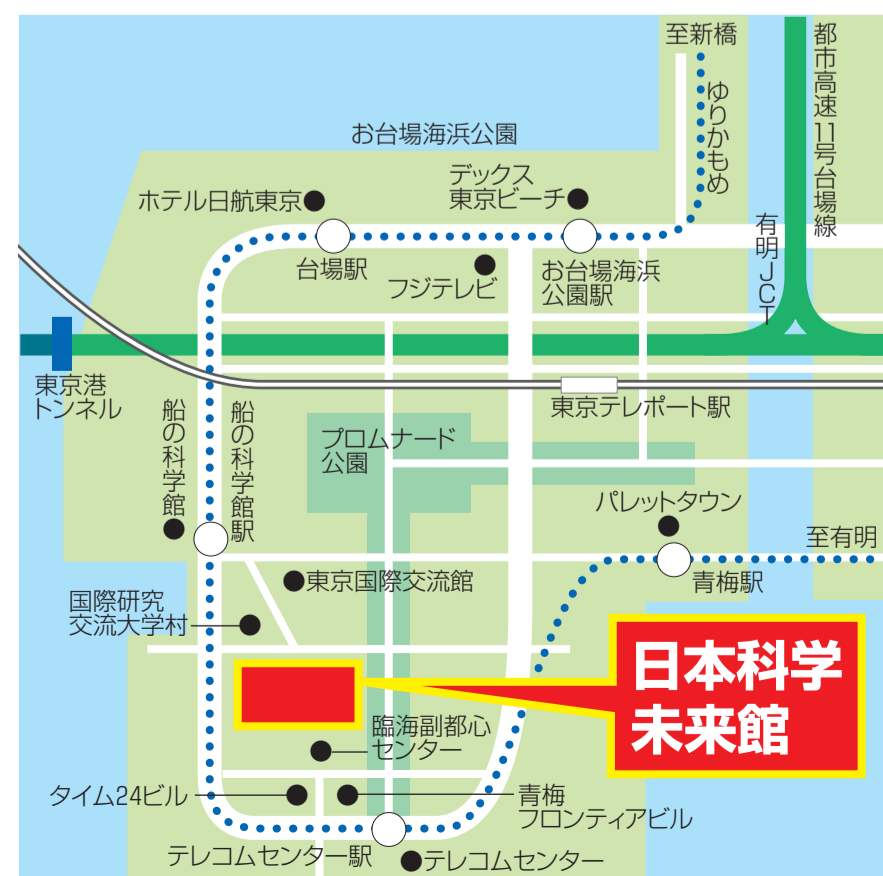 至新橋
ゆりかもめ
都市高速11号台場線
お台場海浜公園
デックス
東京ビーチ
ホテル日航東京
有明JCT
台場駅
フジテレビ
お台場海浜
公園駅
東京港
トンネル
東京テレポート駅
船の科学館
船の科学館駅
プロムナード
公園
パレットタウン
至有明
青梅駅
東京国際交流館
国際研究
交流大学村
日本科学
未来館
臨海副都心
センター
タイム24ビル
青梅
フロンティアビル
テレコムセンター駅
テレコムセンター